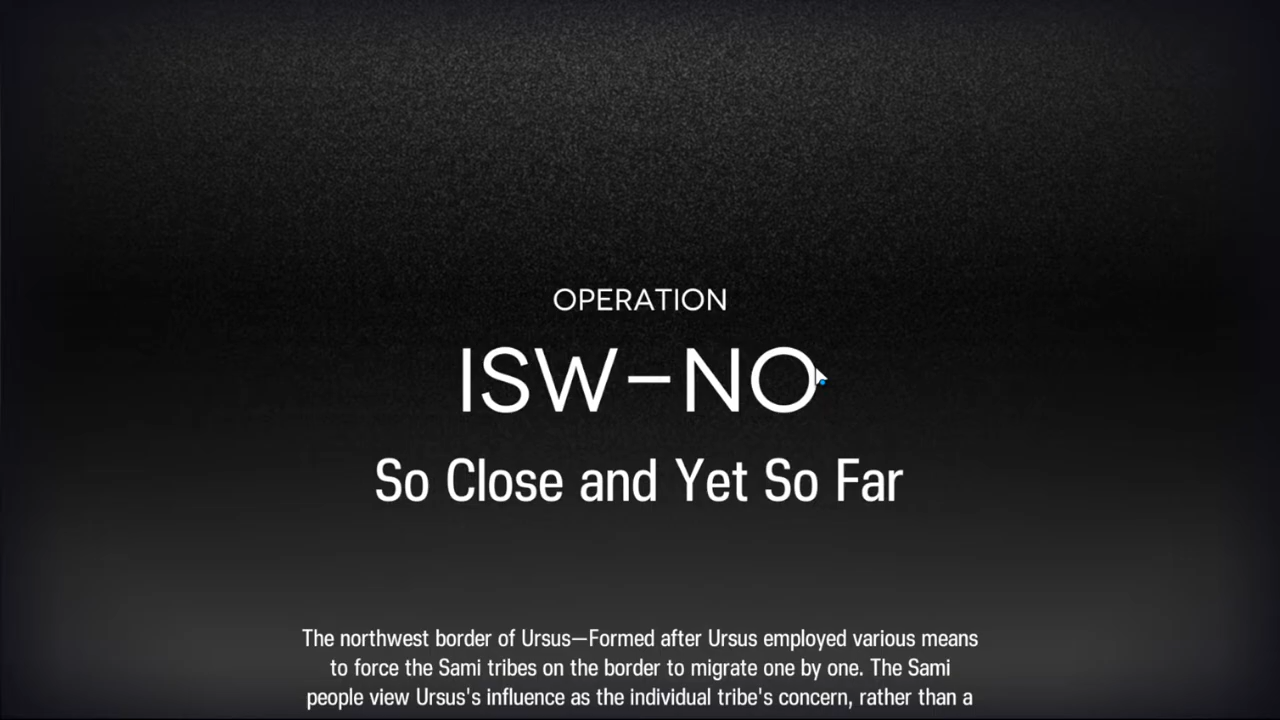 OPERATION
ISW-NO
So Close and Yet So Far
The northwest border of Ursus—Formed after Ursus employed various means
to force the Sami tribes on the border to migrate one by one. The Sami
people view Ursus's influence as the individual tribe's concern, rather than a